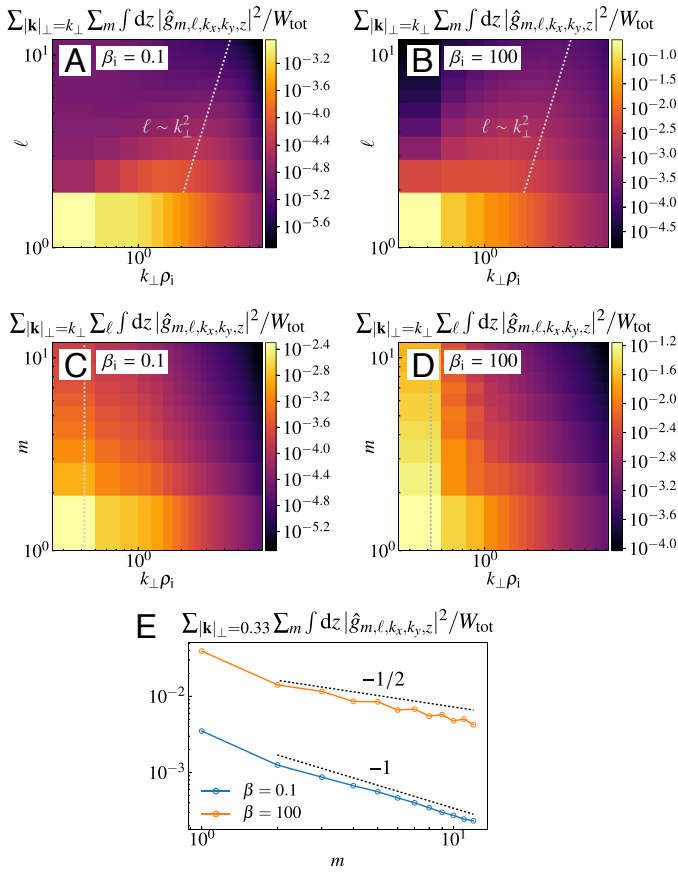 ∑|k|⊥=k⊥ ∑m ∫ dz |ĝm,ℓ,kx,ky,z|²/Wtot
A
βi = 0.1
ℓ ∼ k⊥²
10⁻³·²
10⁻³·⁶
10⁻⁴·⁰
10⁻⁴·⁴
10⁻⁴·⁸
10⁻⁵·²
10⁻⁵·⁶
10¹
ℓ
10⁰
10⁰
k⊥ρi
B
βi = 100
ℓ ∼ k⊥²
10⁻¹·⁰
10⁻¹·⁵
10⁻²·⁰
10⁻²·⁵
10⁻³·⁰
10⁻³·⁵
10⁻⁴·⁰
10⁻⁴·⁵
10¹
ℓ
10⁰
10⁰
k⊥ρi
∑|k|⊥=k⊥ ∑ℓ ∫ dz |ĝm,ℓ,kx,ky,z|²/Wtot
∑|k|⊥=k⊥ ∑ℓ ∫ dz |ĝm,ℓ,kx,ky,z|²/Wtot
C
βi = 0.1
10⁻²·⁴
10⁻²·⁸
10⁻³·²
10⁻³·⁶
10⁻⁴·⁰
10⁻⁴·⁴
10⁻⁴·⁸
10⁻⁵·²
10¹
m
10⁰
10⁰
k⊥ρi
D
βi = 100
10⁻¹·²
10⁻¹·⁶
10⁻²·⁰
10⁻²·⁴
10⁻²·⁸
10⁻³·²
10⁻³·⁶
10⁻⁴·⁰
10¹
m
10⁰
10⁰
k⊥ρi
E
∑|k|⊥=0.33 ∑m ∫ dz |ĝm,ℓ,kx,ky,z|²/Wtot
−1/2
−1
10⁻²
10⁻³
β = 0.1
β = 100
10⁰
10¹
m